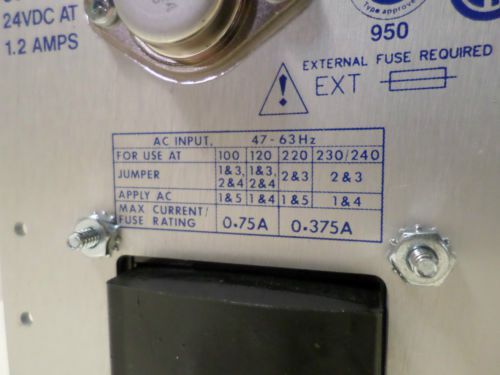 24VDC AT
1.2 AMPS
Type approved
950
EXTERNAL FUSE REQUIRED
EXT
AC INPUT, 47-63Hz
FOR USE AT 100 120 220 230/240
JUMPER 1&3, 2&4 1&3, 2&4 2&3 2&3
APPLY AC 1&5 1&4 1&5 1&4
MAX CURRENT/
FUSE RATING 0.75A 0.375A